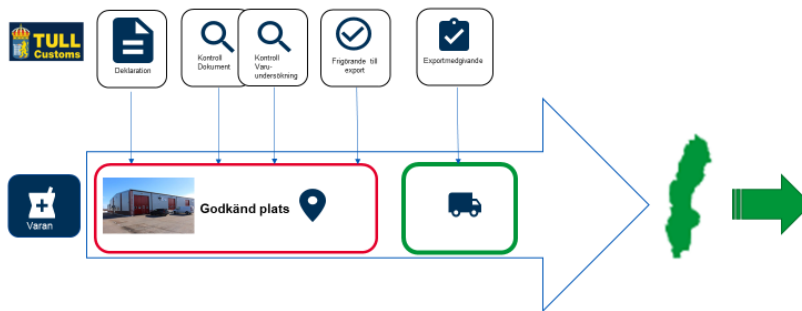 TULL
Customs
Deklaration
Kontroll
Dokument
Kontroll
Varu-
undersökning
Frigörande till
export
Exportmedgivande
Godkänd plats
Varan